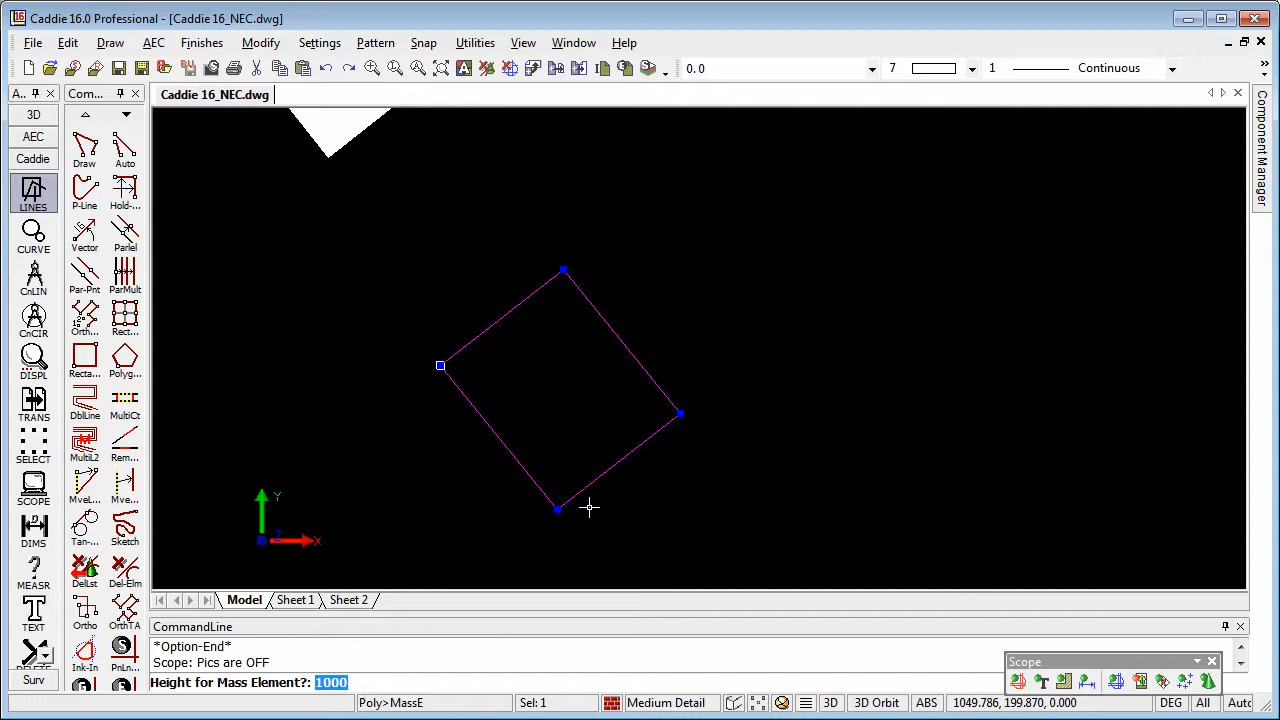 Caddie 16.0 Professional - [Caddie 16_NEC.dwg]
File Edit Draw AEC Finishes Modify Settings Pattern Snap Utilities View Window Help
0, 0 7 1 Continuous
A... Com... Caddie 16_NEC.dwg
3D
AEC
Caddie
Draw Auto
LINES
P-Line Hold-...
CURVE
Vector Parlel
CnLIN
Par-Pnt ParMult
CnCIR
Orth... Rect...
DISPL
Recta... Polyg...
TRANS
DblLine MultiCt
SELECT
MultiL2 Rem...
SCOPE
MveL... Mve-...
DIMS
Tan-... Sketch
MEASR
DelLst Del-Elm
TEXT
Ortho OrthTA
Ink-In PnLn...
DELETE
Surv
Component Manager
Y
Z X
Model Sheet 1 Sheet 2
CommandLine
*Option-End*
Scope: Pics are OFF
Height for Mass Element?: 1000
Scope
Poly>MassE Sel: 1 Medium Detail 3D 3D Orbit ABS 1049.786, 199.870, 0.000 DEG All Auto